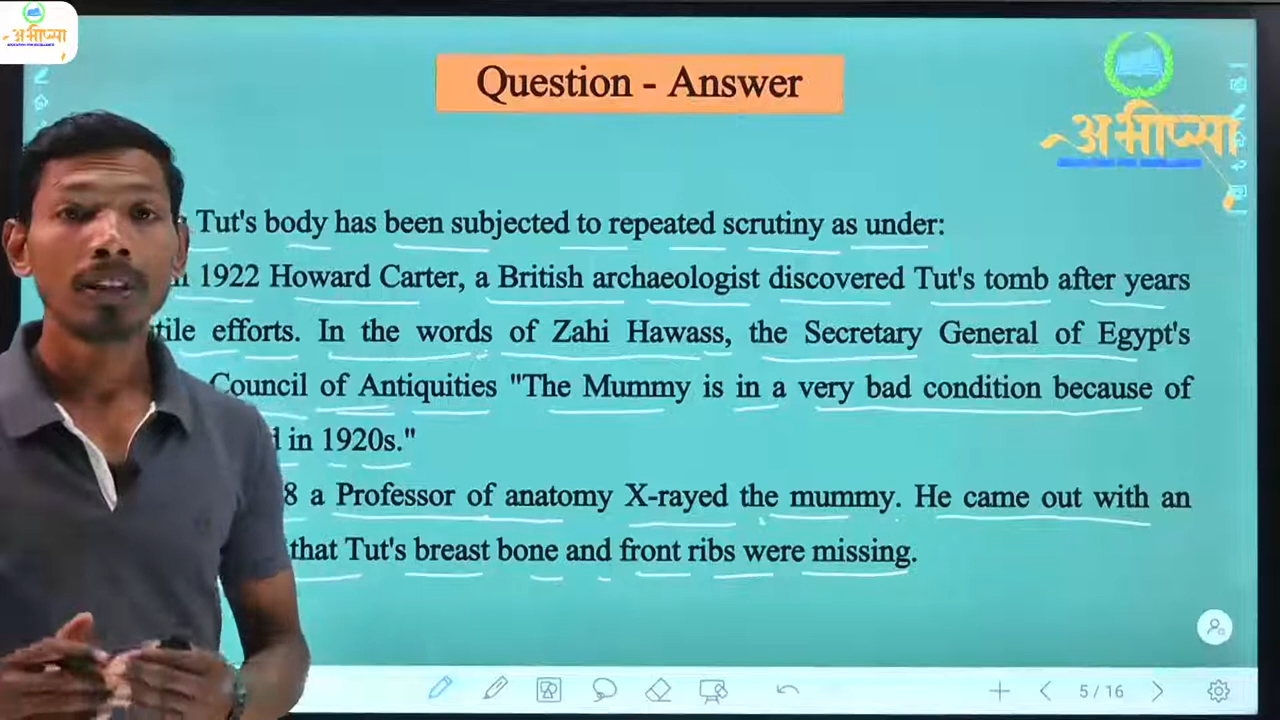 अभीप्सा
Question - Answer
अभीप्सा
Tut's body has been subjected to repeated scrutiny as under:
1922 Howard Carter, a British archaeologist discovered Tut's tomb after years
efforts. In the words of Zahi Hawass, the Secretary General of Egypt's
Council of Antiquities "The Mummy is in a very bad condition because of
in 1920s."
8 a Professor of anatomy X-rayed the mummy. He came out with an
that Tut's breast bone and front ribs were missing.
5 / 16